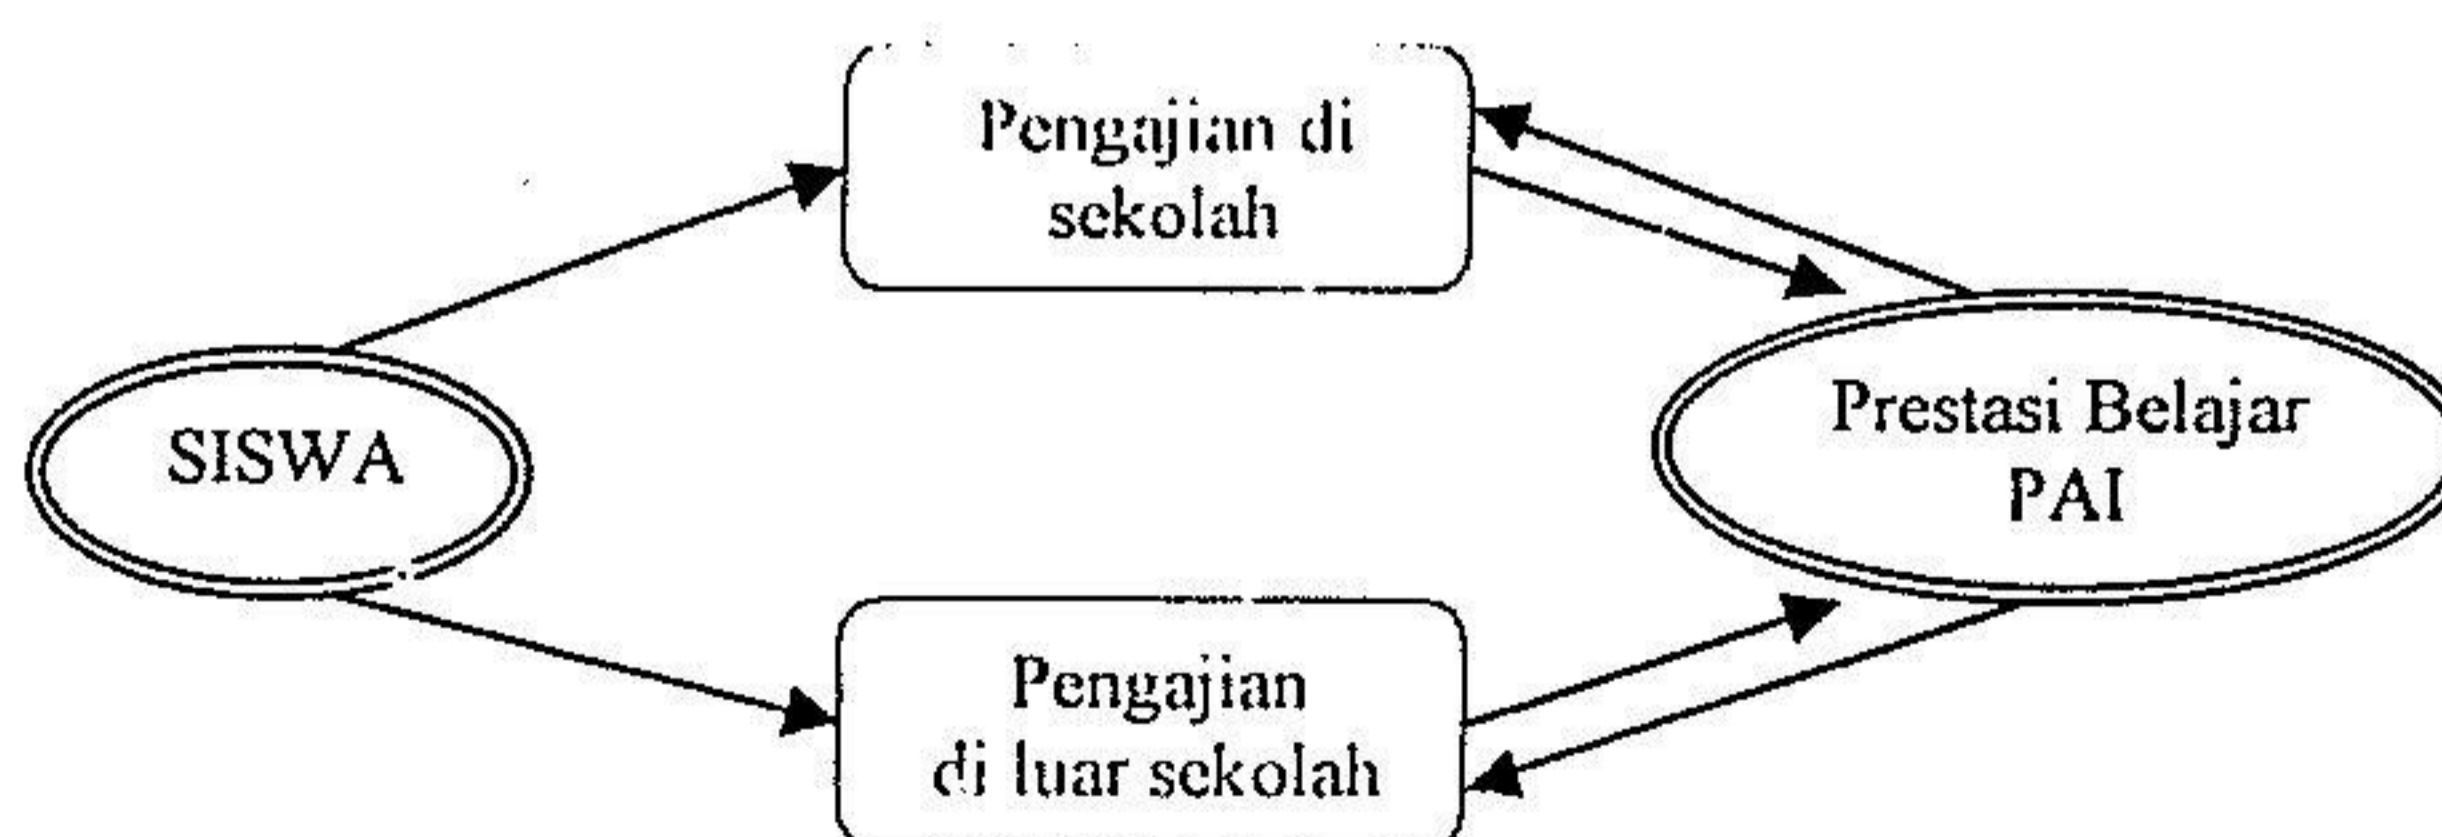 Pengajian di
sekolah
SISWA
Prestasi Belajar
PAI
Pengajian
di luar sekolah